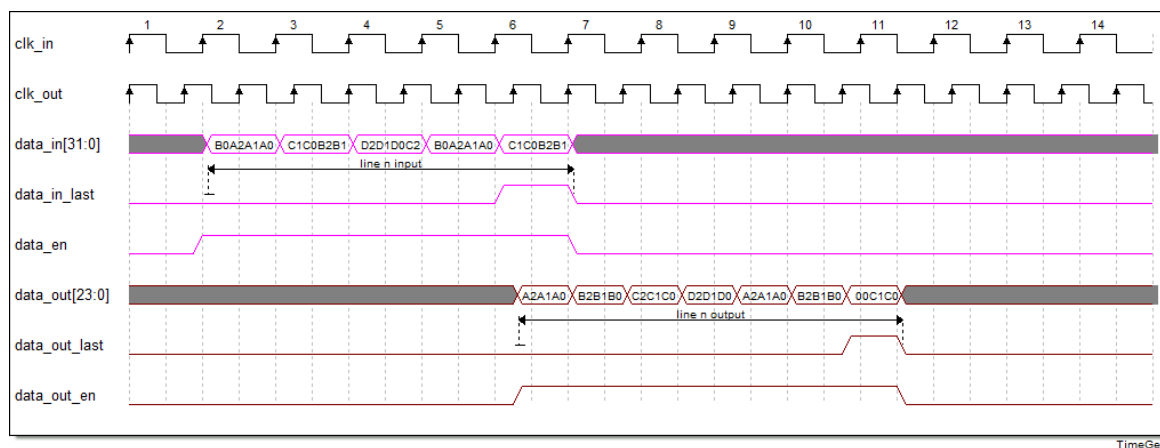 1 2 3 4 5 6 7 8 9 10 11 12 13 14
clk_in
clk_out
data_in[31:0] B0A2A1A0 C1C0B2B1 D2D1D0C2 B0A2A1A0 C1C0B2B1
line n input
data_in_last
data_en
data_out[23:0] A2A1A0 B2B1B0 C2C1C0 D2D1D0 A2A1A0 B2B1B0 00C1C0
line n output
data_out_last
data_out_en
TimeGe